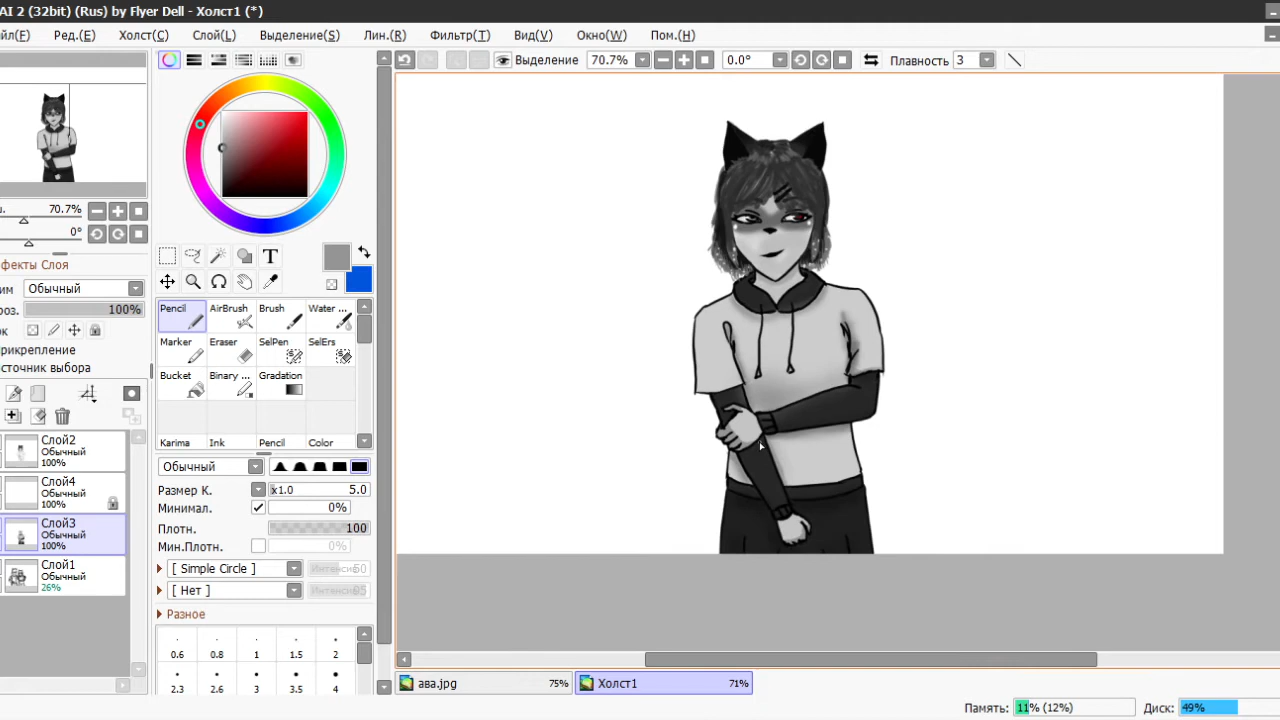 AI 2 (32bit) (Rus) by Flyer Dell - Холст1 (*)
йл(F) Ред.(E) Холст(C) Слой(L) Выделение(S) Лин.(R) Фильтр(T) Вид(V) Окно(W) Пом.(H)
Выделение 70.7% 0.0° Плавность 3
70.7%
0°
фекты Слоя
им Обычный
роз. 100%
ок
рикрепление
источник выбора
Слой2
Обычный
100%
Слой4
Обычный
100%
Слой3
Обычный
100%
Слой1
Обычный
26%
T
Pencil AirBrush Brush Water ...
Marker Eraser SelPen SelErs
Bucket Binary ... Gradation
Karima Ink Pencil Color
Обычный
Размер К. x1.0 5.0
Минимал. 0%
Плотн. 100
Мин.Плотн. 0%
[ Simple Circle ]
[ Нет ]
Разное
0.6 0.8 1 1.5 2
2.3 2.6 3 3.5 4
ава.jpg 75% Холст1 71%
Память: 11% (12%) Диск: 49%